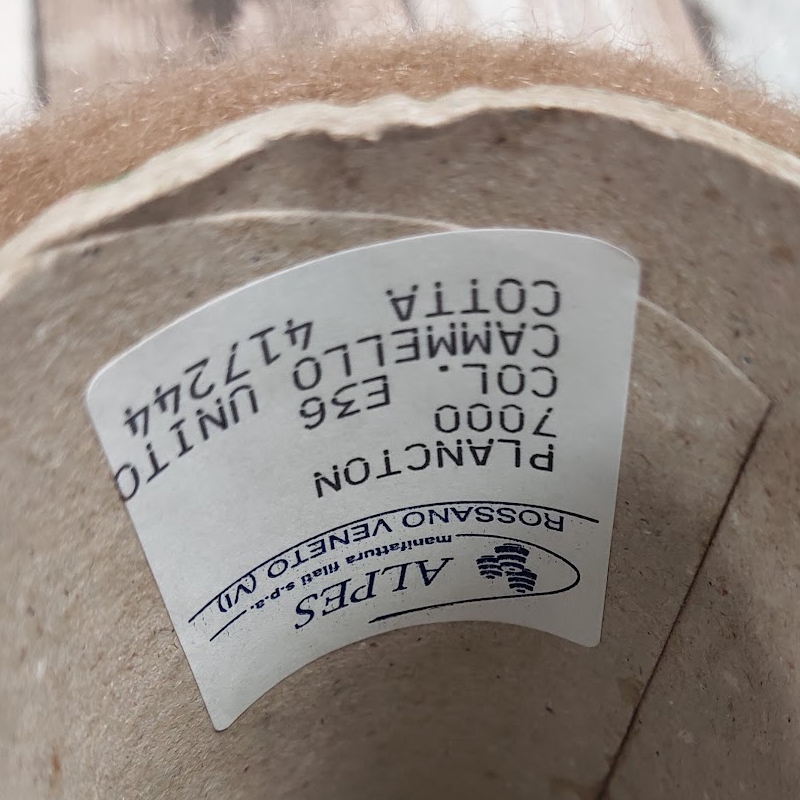 ALPES
manifattura filati s.p.a.
ROSSANO VENETO (VI)
PLANCTON
7000
COL. E36 UNITO
CAMMELLO 417244
COTTA